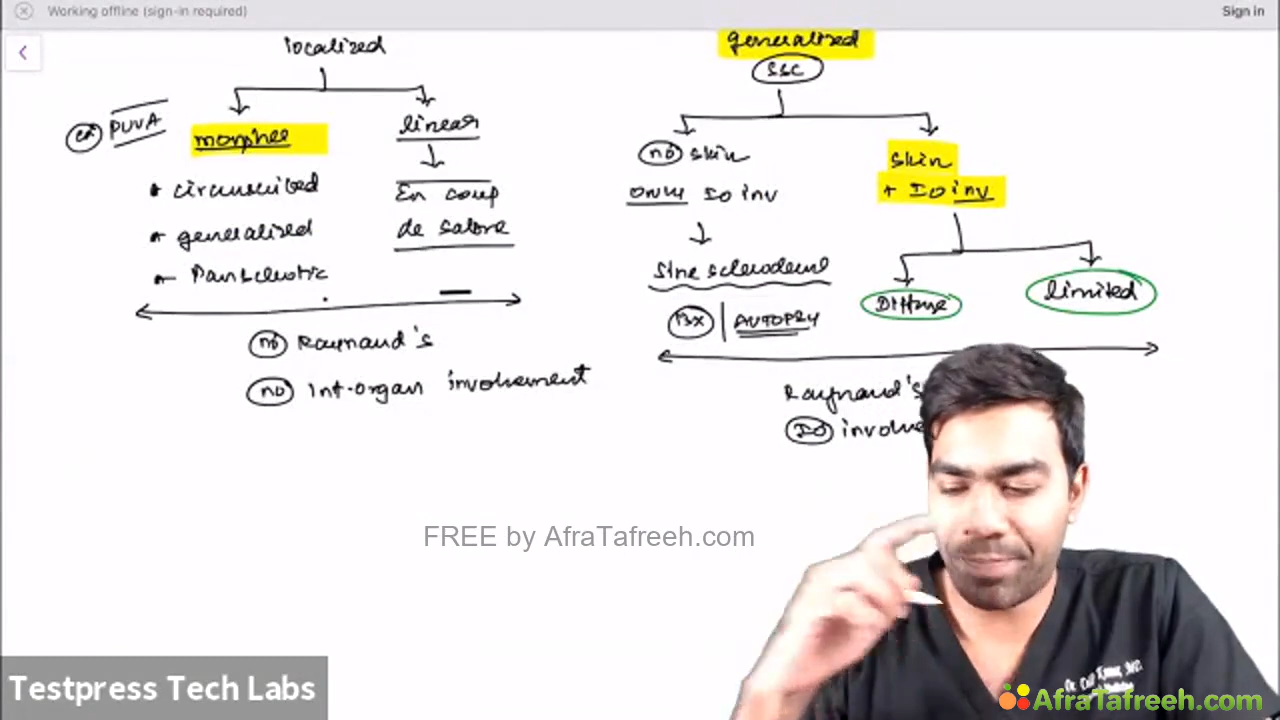 Working offline (sign-in required)
Sign in
localized
generalised
SSC
PUVA
morphea
linear
• circumscribed
• generalised
• Pansclerotic
En coup
de sabre
no Raynaud's
no Int-organ involvement
no skin
only IO inv
Sine scleroderma
Bx | AUTOPSY
skin
+ IO inv
Diffuse
limited
Raynaud's
IO involve
FREE by AfraTafreeh.com
Testpress Tech Labs
AfraTafreeh.com